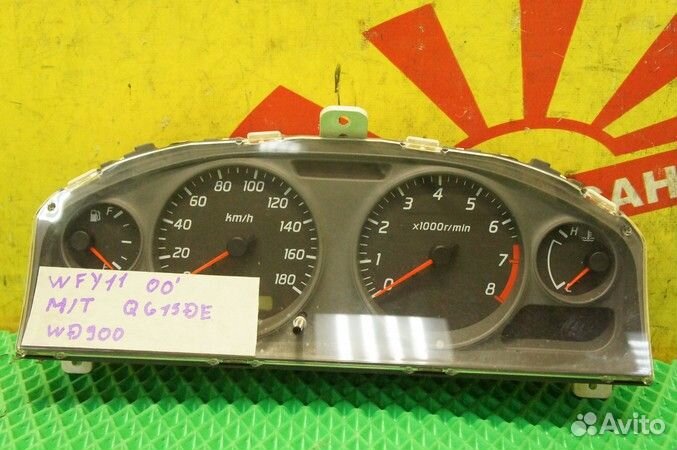 АН
80 100
60 120
40 km/h 140
20 160
0 180
F
3 4 5
2 x1000r/min 6
1 7
0 8
H
C
WFY11 00'
M/T QG15DE
WD900
Avito